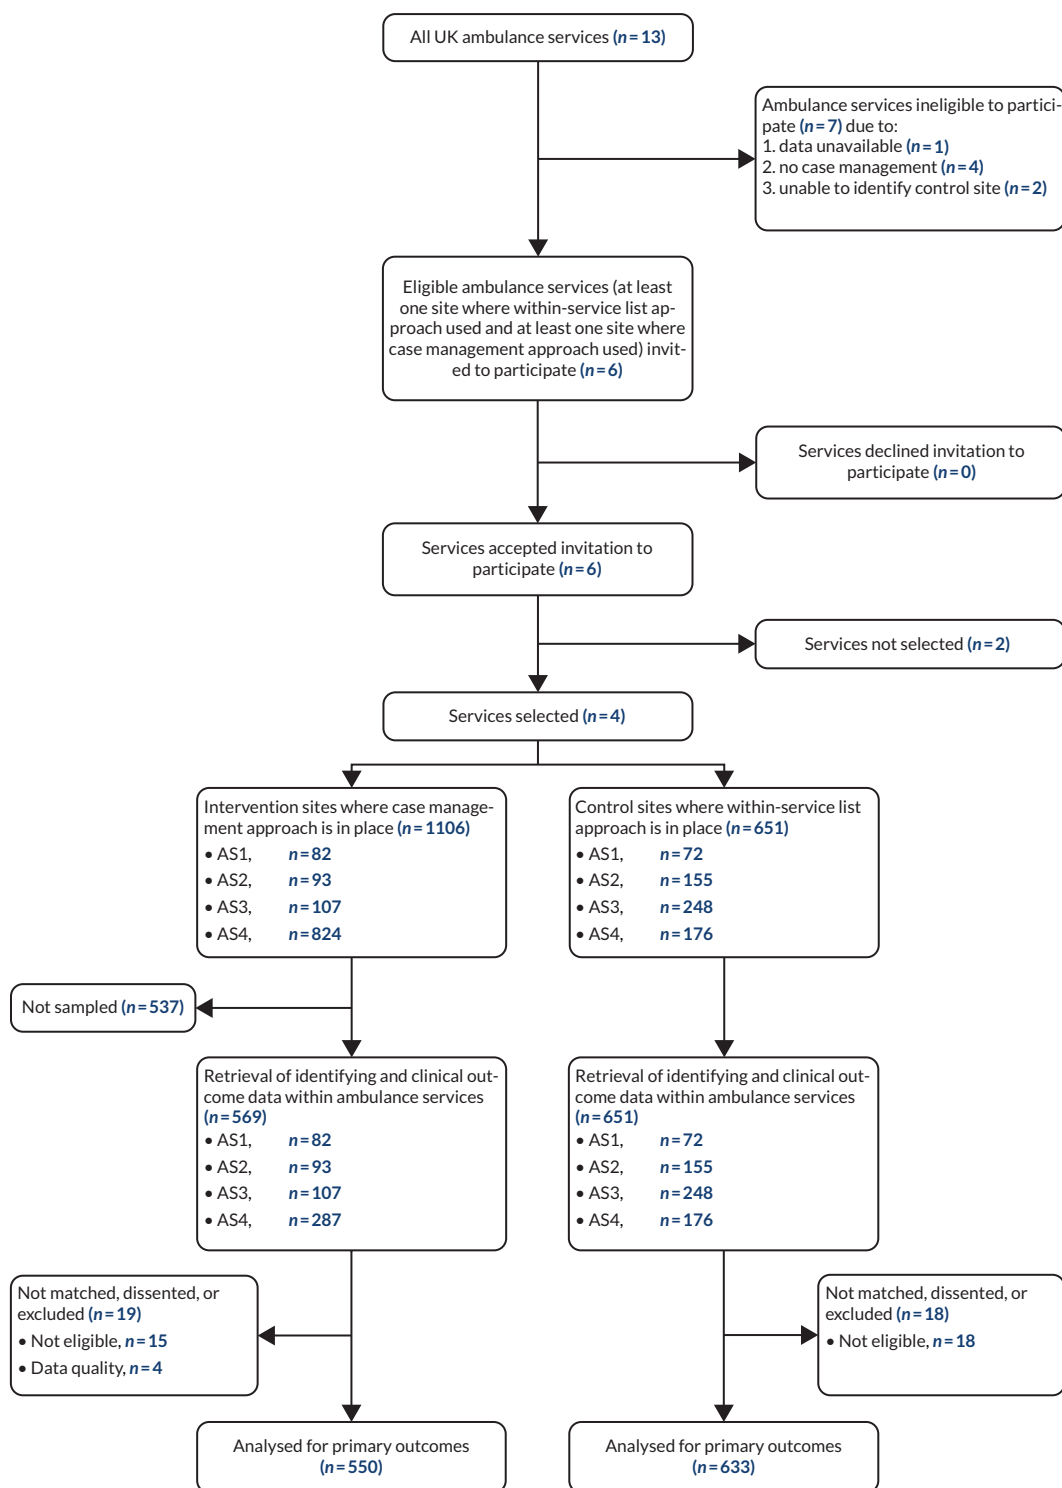 All UK ambulance services (n=13)
Ambulance services ineligible to partici-
pate (n=7) due to:
1. data unavailable (n=1)
2. no case management (n=4)
3. unable to identify control site (n=2)
Eligible ambulance services (at least
one site where within-service list ap-
proach used and at least one site where
case management approach used) invit-
ed to participate (n=6)
Services declined invitation to
participate (n=0)
Services accepted invitation to
participate (n=6)
Services not selected (n=2)
Services selected (n=4)
Intervention sites where case manage-
ment approach is in place (n=1106)
• AS1, n=82
• AS2, n=93
• AS3, n=107
• AS4, n=824
Control sites where within-service list
approach is in place (n=651)
• AS1, n=72
• AS2, n=155
• AS3, n=248
• AS4, n=176
Not sampled (n=537)
Retrieval of identifying and clinical out-
come data within ambulance services
(n=569)
• AS1, n=82
• AS2, n=93
• AS3, n=107
• AS4, n=287
Retrieval of identifying and clinical out-
come data within ambulance services
(n=651)
• AS1, n=72
• AS2, n=155
• AS3, n=248
• AS4, n=176
Not matched, dissented, or
excluded (n=19)
• Not eligible, n=15
• Data quality, n=4
Not matched, dissented, or
excluded (n=18)
• Not eligible, n=18
Analysed for primary outcomes
(n=550)
Analysed for primary outcomes
(n=633)